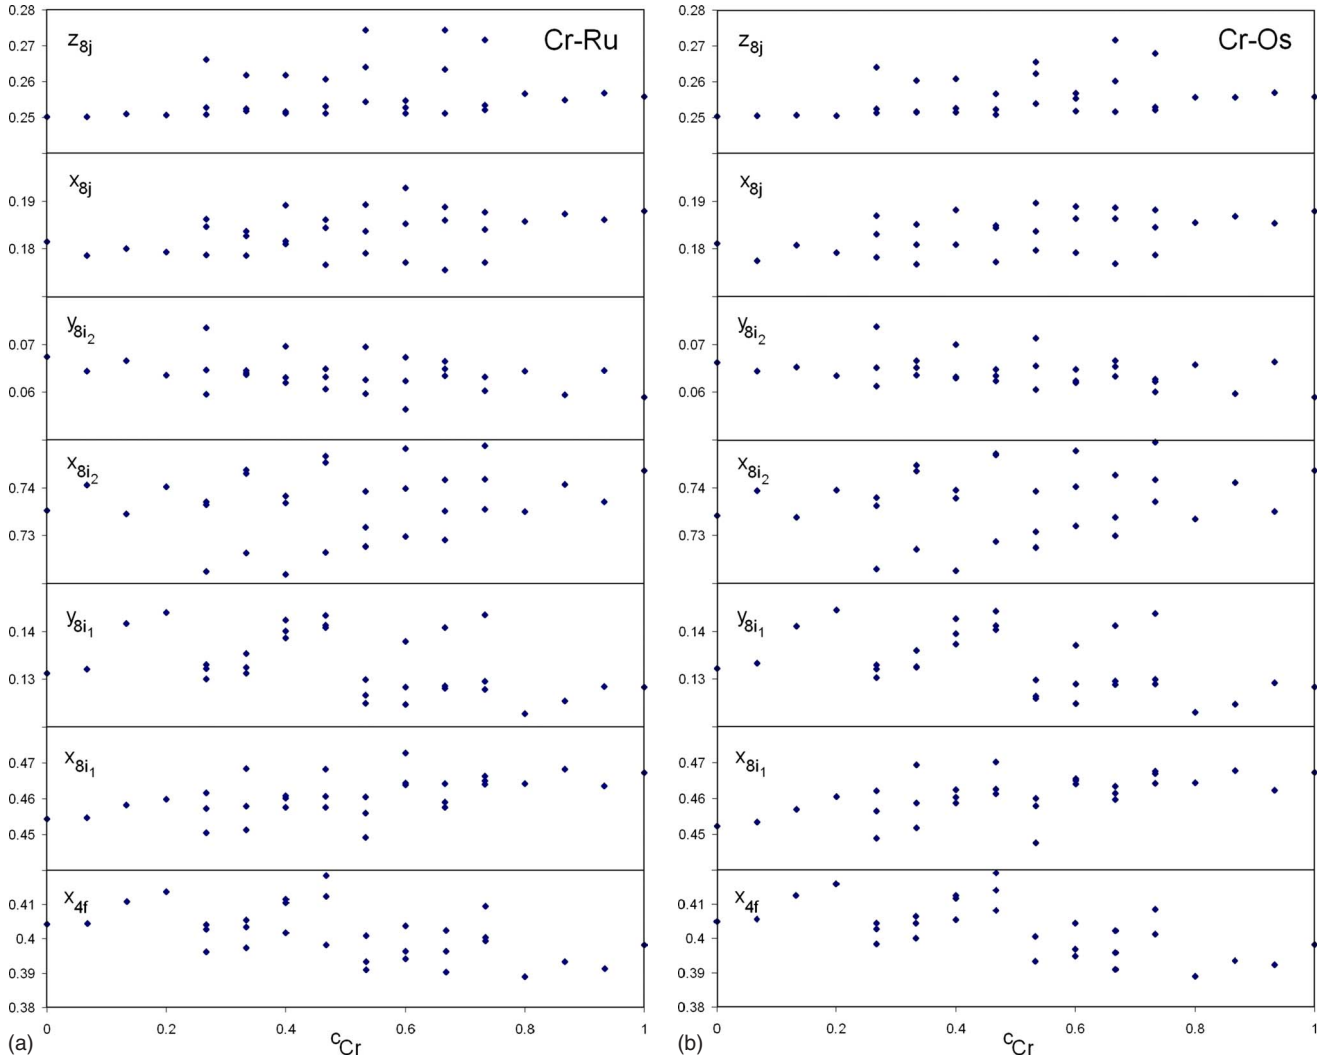 0.28
0.27
0.26
0.25
z8j
Cr-Ru
0.19
0.18
x8j
0.07
0.06
y8i2
0.74
0.73
x8i2
0.14
0.13
y8i1
0.47
0.46
0.45
x8i1
0.41
0.4
0.39
0.38
x4f
0 0.2 0.4 0.6 0.8 1
(a)
cCr
0.28
0.27
0.26
0.25
z8j
Cr-Os
0.19
0.18
x8j
0.07
0.06
y8i2
0.74
0.73
x8i2
0.14
0.13
y8i1
0.47
0.46
0.45
x8i1
0.41
0.4
0.39
0.38
x4f
0 0.2 0.4 0.6 0.8 1
(b)
cCr